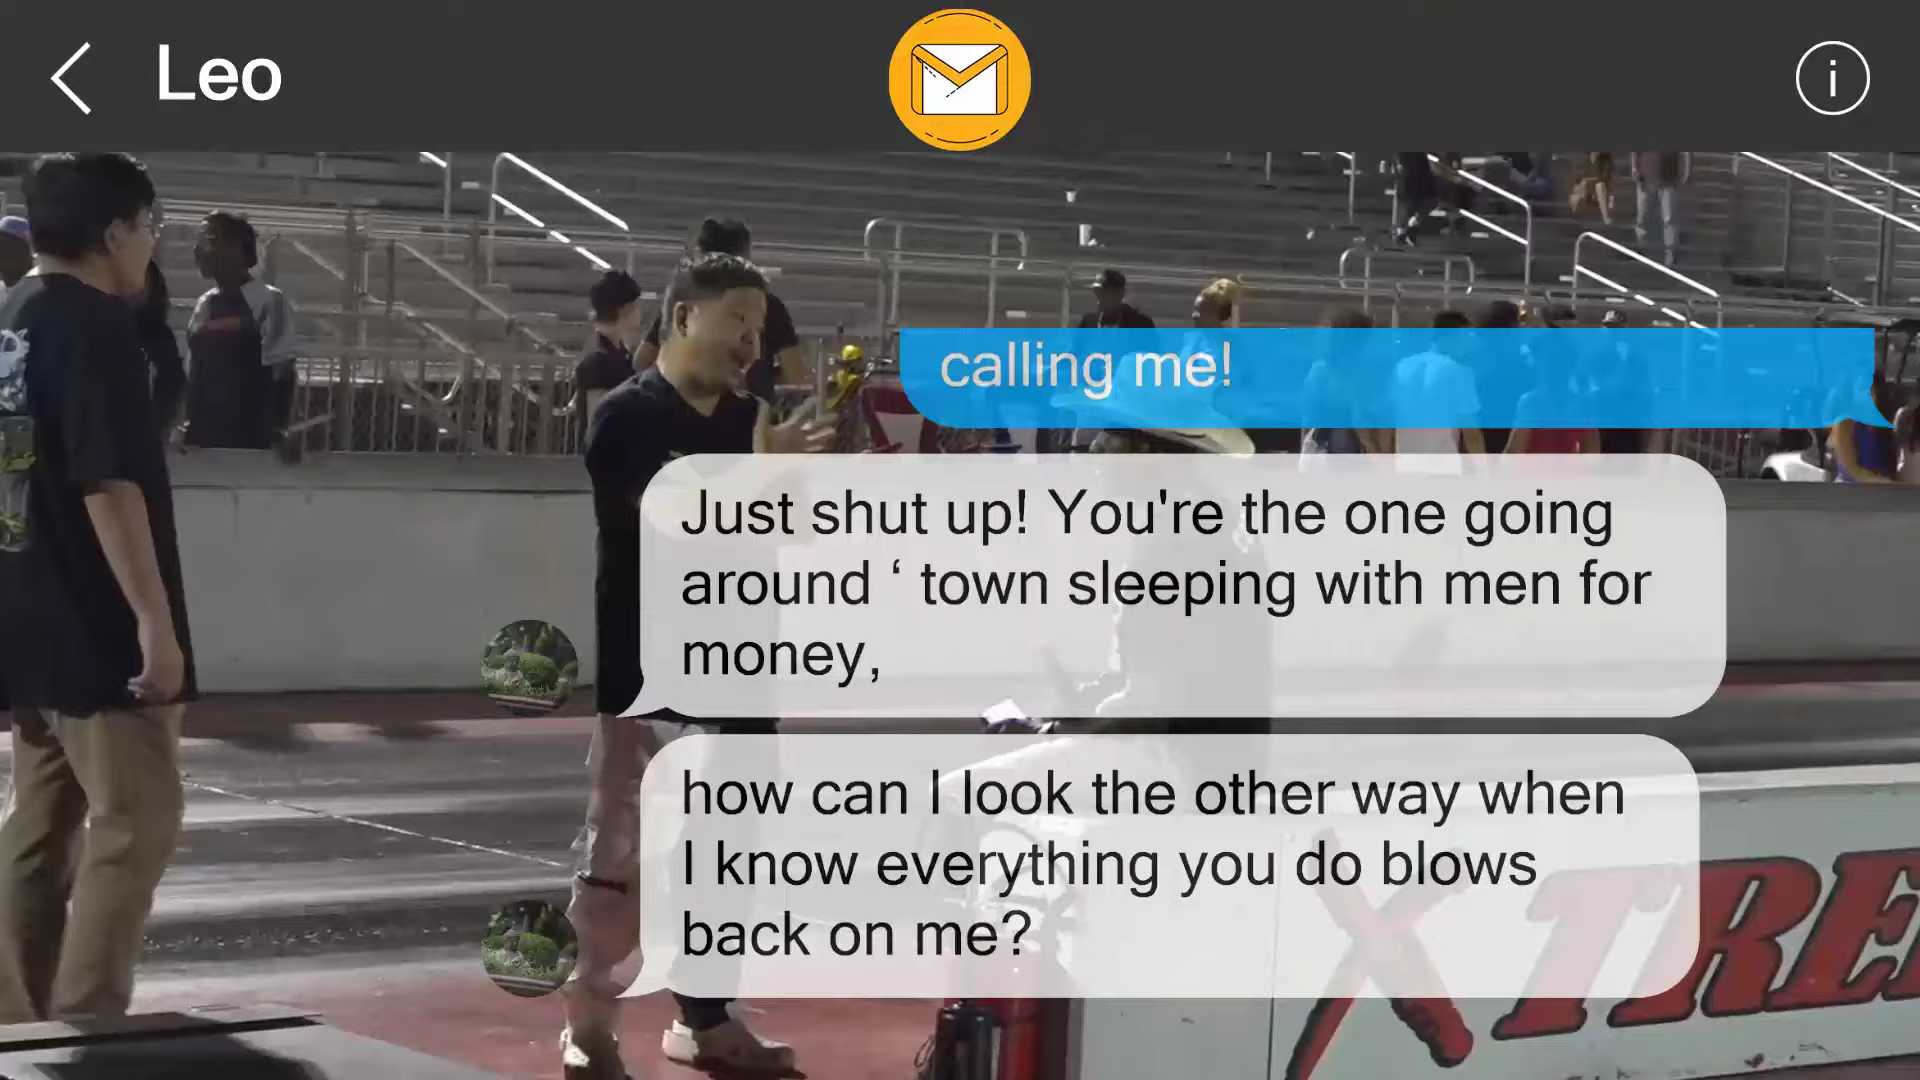 Leo
i
calling me!
Just shut up! You're the one going
around ‘ town sleeping with men for
money,
how can I look the other way when
I know everything you do blows
back on me?
XTRE